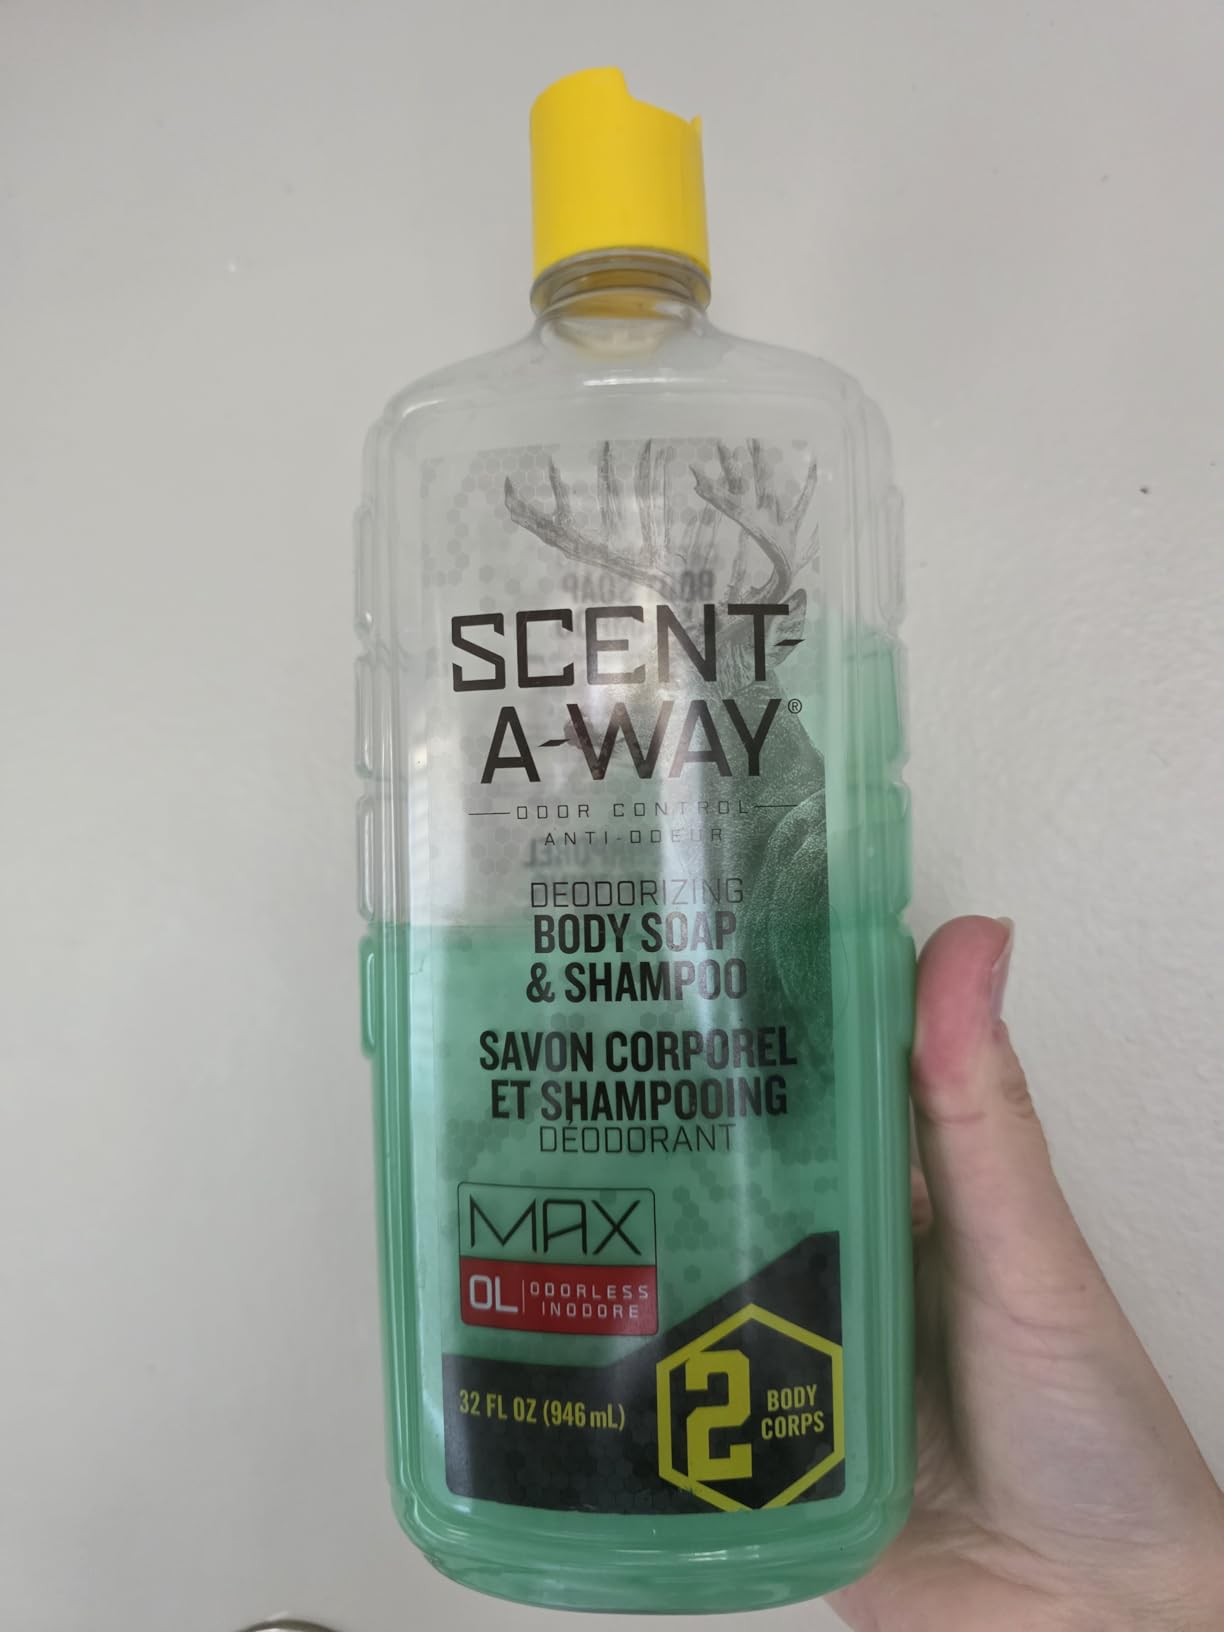 SCENT-
A-WAY®
ODOR CONTROL
ANTI-ODEUR
DEODORIZING
BODY SOAP
& SHAMPOO
SAVON CORPOREL
ET SHAMPOOING
DÉODORANT
MAX
OL ODORLESS
INODORE
32 FL OZ (946 mL)
2 BODY
CORPS